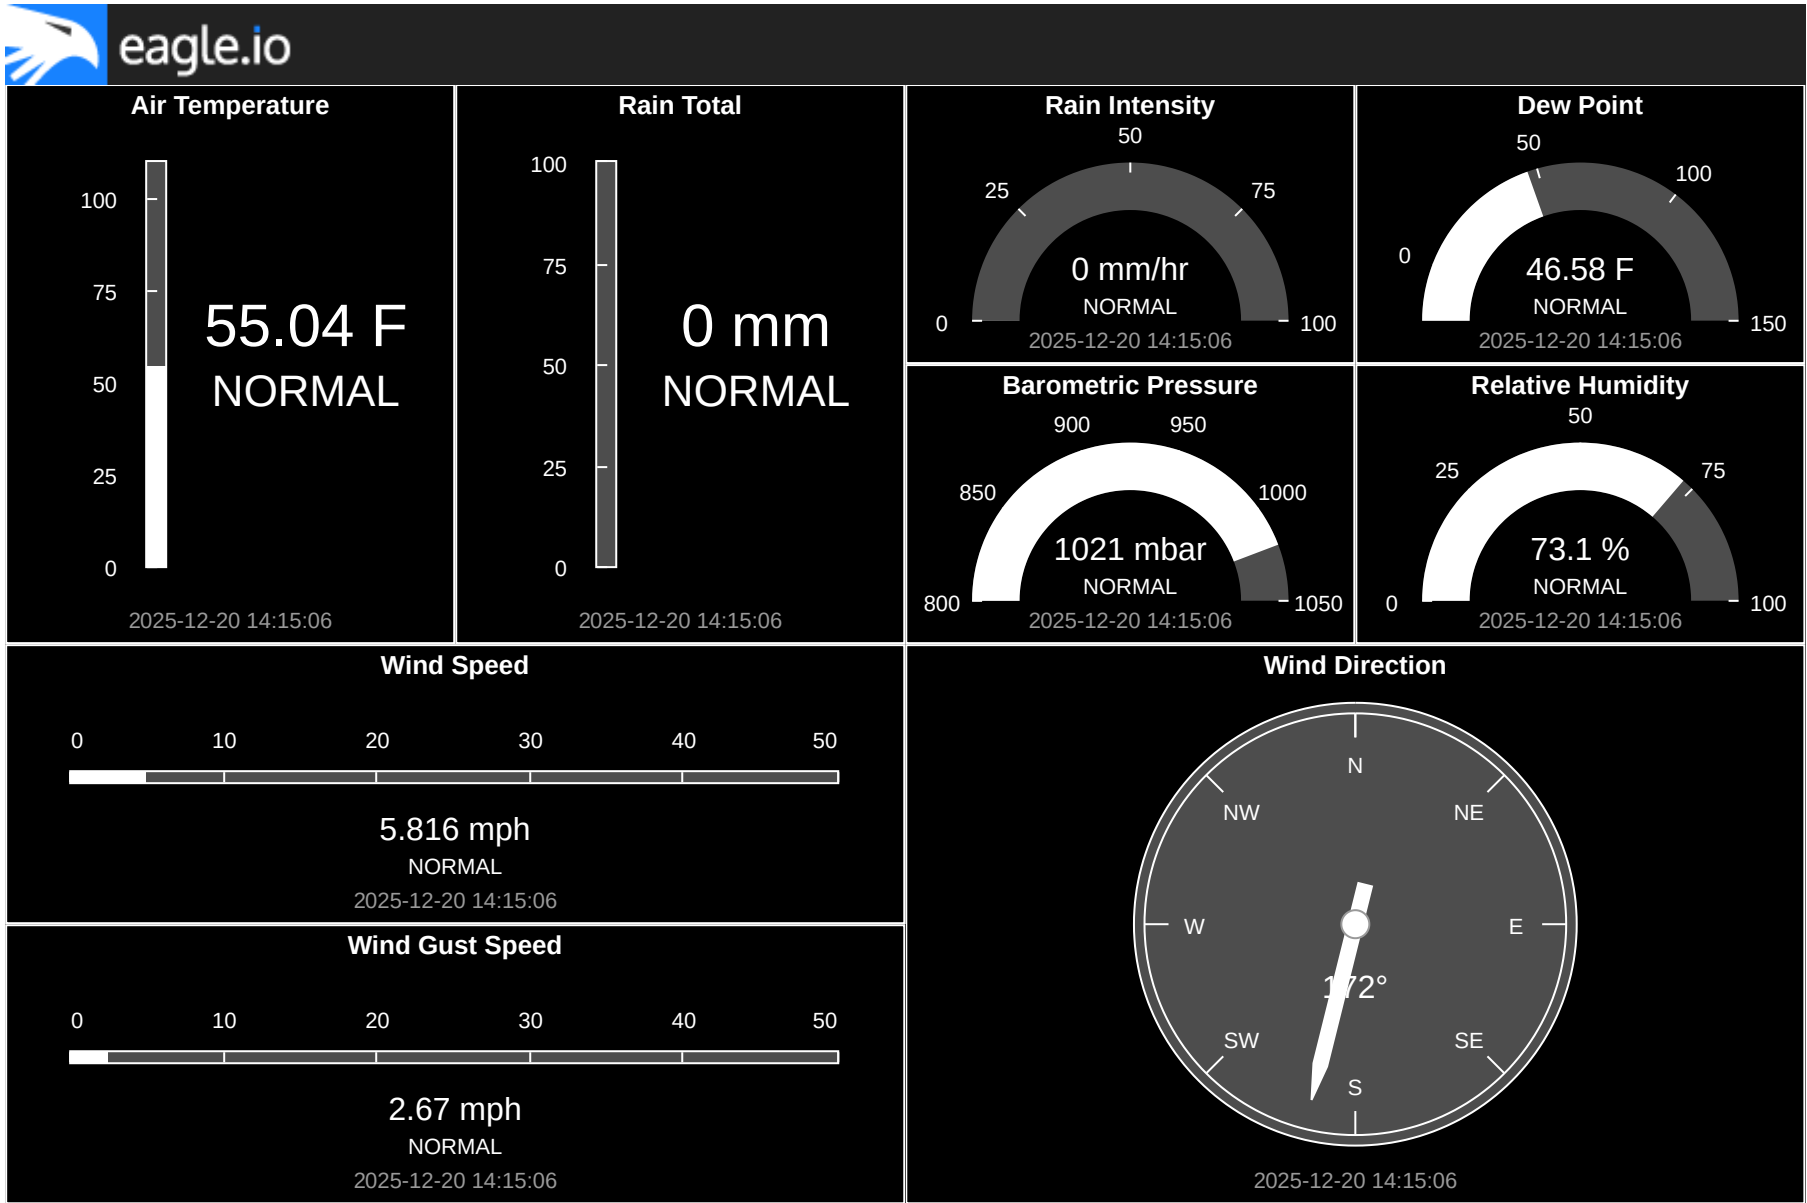 eagle.io
Air Temperature
100
75
50
25
0
55.04 F
NORMAL
2025-12-20 14:15:06
Rain Total
100
75
50
25
0
0 mm
NORMAL
2025-12-20 14:15:06
Rain Intensity
0
25
50
75
100
0 mm/hr
NORMAL
2025-12-20 14:15:06
Dew Point
0
50
100
150
46.58 F
NORMAL
2025-12-20 14:15:06
Barometric Pressure
800
850
900
950
1000
1050
1021 mbar
NORMAL
2025-12-20 14:15:06
Relative Humidity
0
25
50
75
100
73.1 %
NORMAL
2025-12-20 14:15:06
Wind Speed
0 10 20 30 40 50
5.816 mph
NORMAL
2025-12-20 14:15:06
Wind Gust Speed
0 10 20 30 40 50
2.67 mph
NORMAL
2025-12-20 14:15:06
Wind Direction
N
NW NE
W E
172°
SW SE
S
2025-12-20 14:15:06